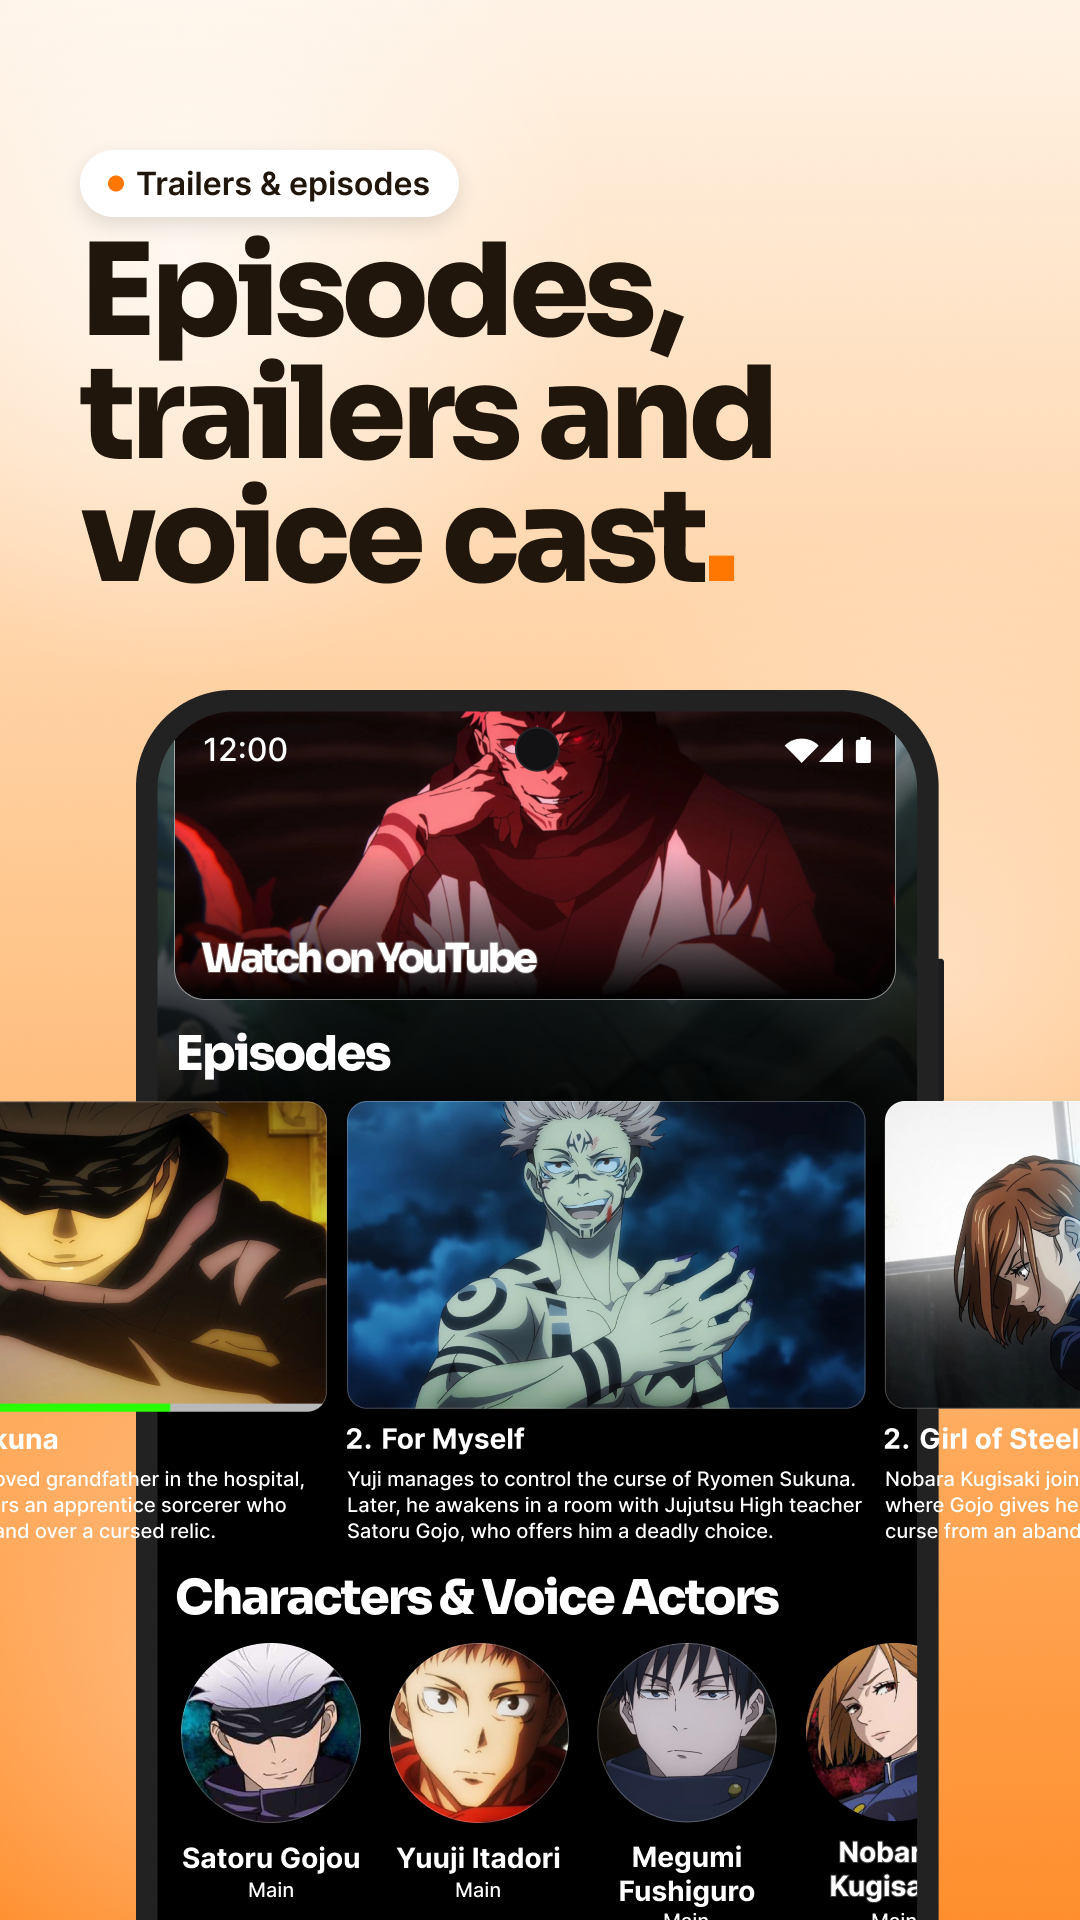 Trailers & episodes
Episodes,
trailers and
voice cast.
12:00
Watch on YouTube
Episodes
kuna
2. For Myself
2. Girl of Steel
oved grandfather in the hospital,
rs an apprentice sorcerer who
and over a cursed relic.
Yuji manages to control the curse of Ryomen Sukuna.
Later, he awakens in a room with Jujutsu High teacher
Satoru Gojo, who offers him a deadly choice.
Nobara Kugisaki join
where Gojo gives he
curse from an aband
Characters & Voice Actors
Satoru Gojou
Main
Yuuji Itadori
Main
Megumi
Fushiguro
Main
Nobar
Kugisa
Main